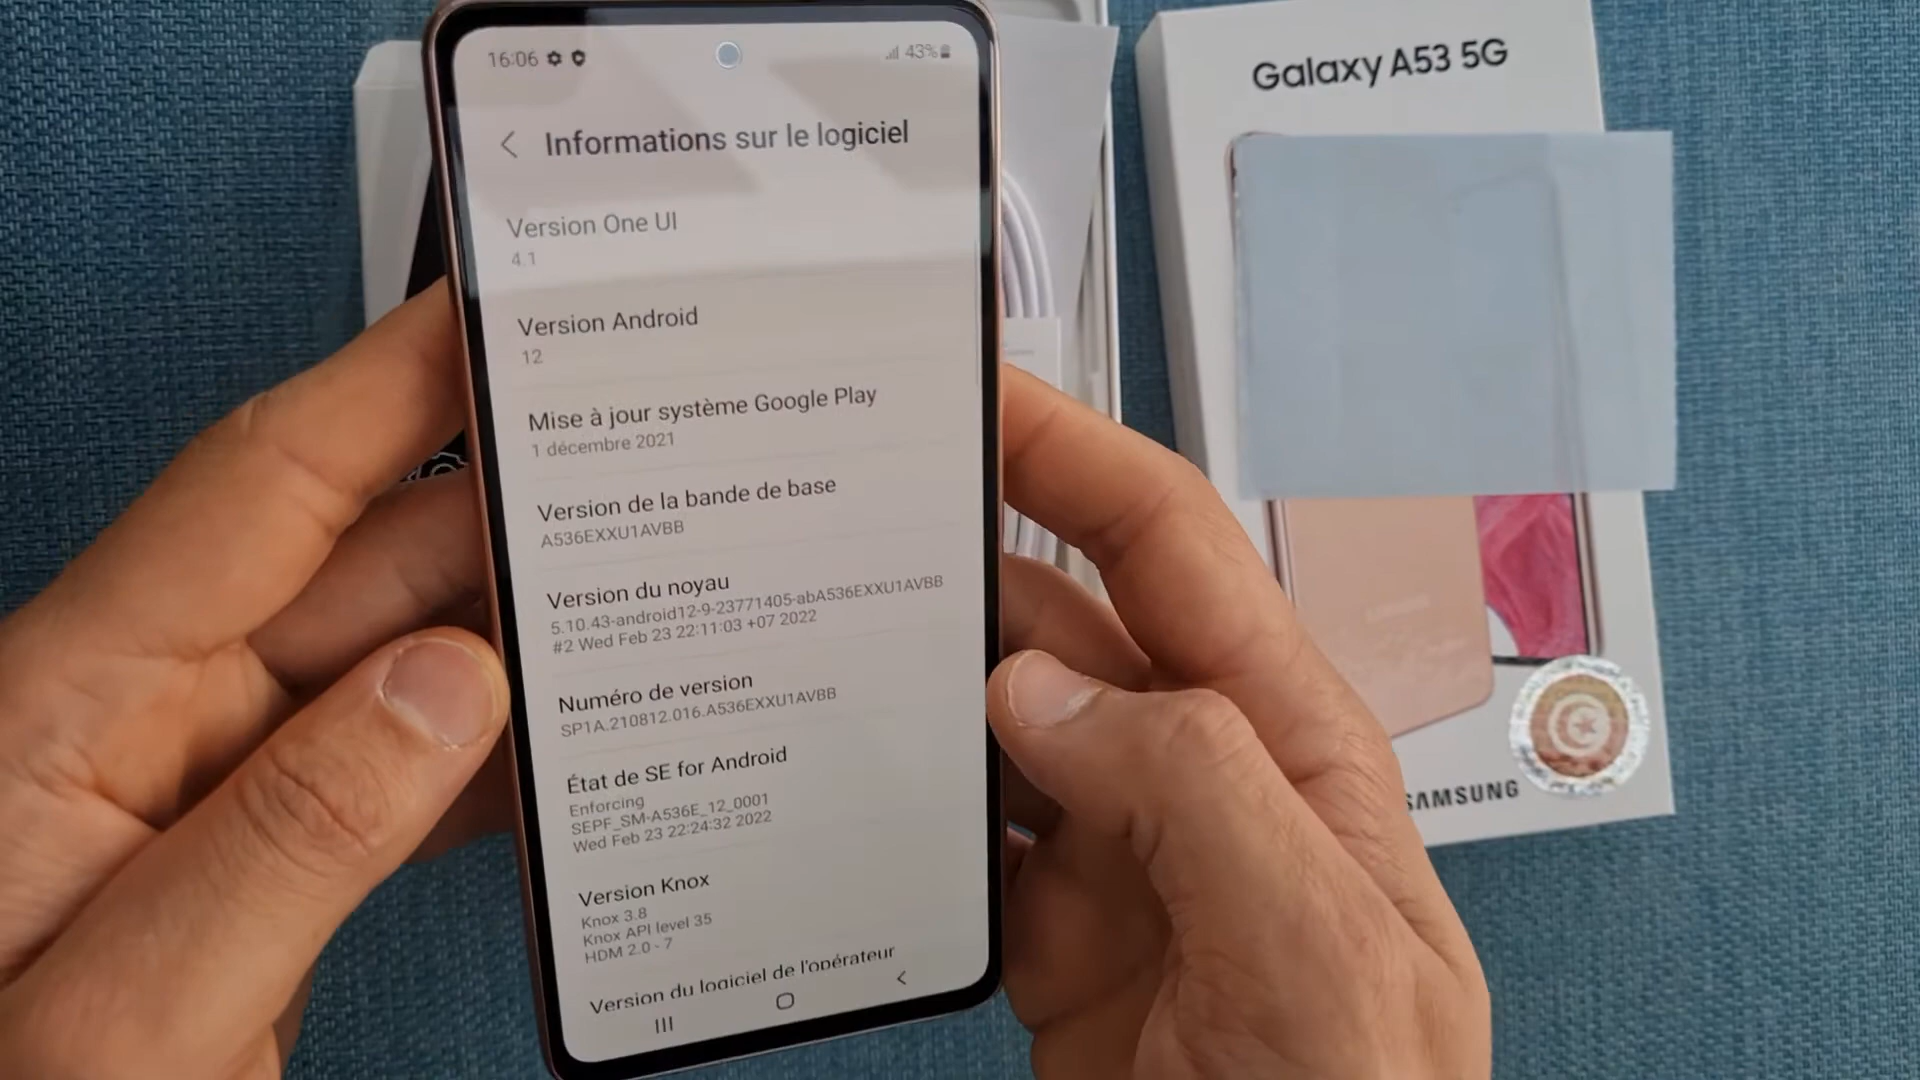 16:06
43%
Informations sur le logiciel
Version One UI
4.1
Version Android
12
Mise à jour système Google Play
1 décembre 2021
Version de la bande de base
A536EXXU1AVBB
Version du noyau
5.10.43-android12-9-23771405-abA536EXXU1AVBB
#2 Wed Feb 23 22:11:03 +07 2022
Numéro de version
SP1A.210812.016.A536EXXU1AVBB
État de SE for Android
Enforcing
SEPF_SM-A536E_12_0001
Wed Feb 23 22:24:32 2022
Version Knox
Knox 3.8
Knox API level 35
HDM 2.0 - 7
Version du logiciel de l'opérateur
Galaxy A53 5G
SAMSUNG